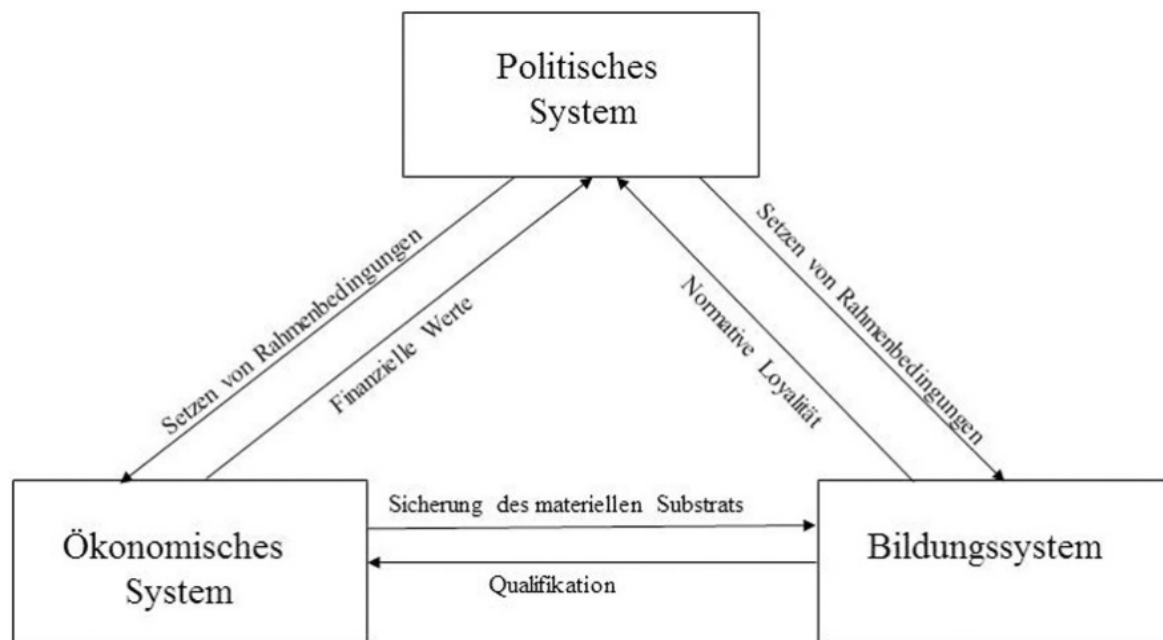 Politisches
System
Setzen von Rahmenbedingungen
Finanzielle Werte
Normative Loyalität
Setzen von Rahmenbedingungen
Ökonomisches
System
Sicherung des materiellen Substrats
Qualifikation
Bildungssystem